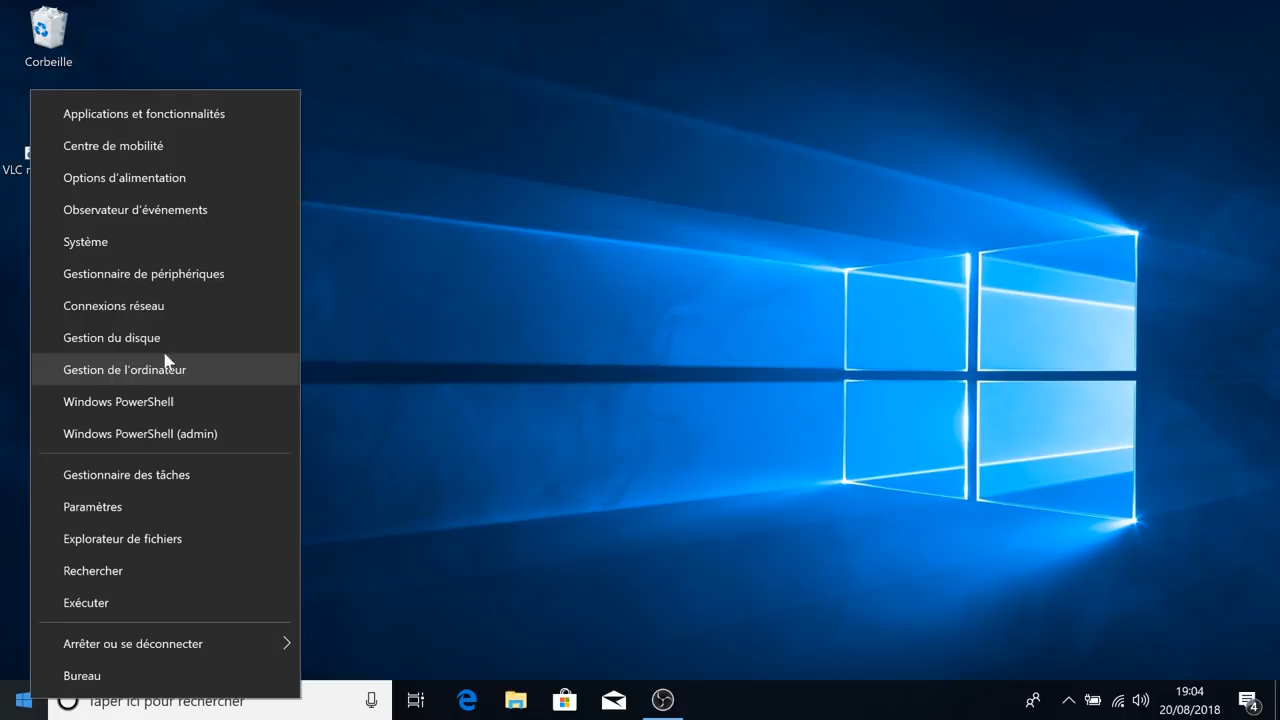 Corbeille
VLC
Applications et fonctionnalités
Centre de mobilité
Options d'alimentation
Observateur d'événements
Système
Gestionnaire de périphériques
Connexions réseau
Gestion du disque
Gestion de l'ordinateur
Windows PowerShell
Windows PowerShell (admin)
Gestionnaire des tâches
Paramètres
Explorateur de fichiers
Rechercher
Exécuter
Arrêter ou se déconnecter
Bureau
Taper ici pour rechercher
19:04
20/08/2018
4